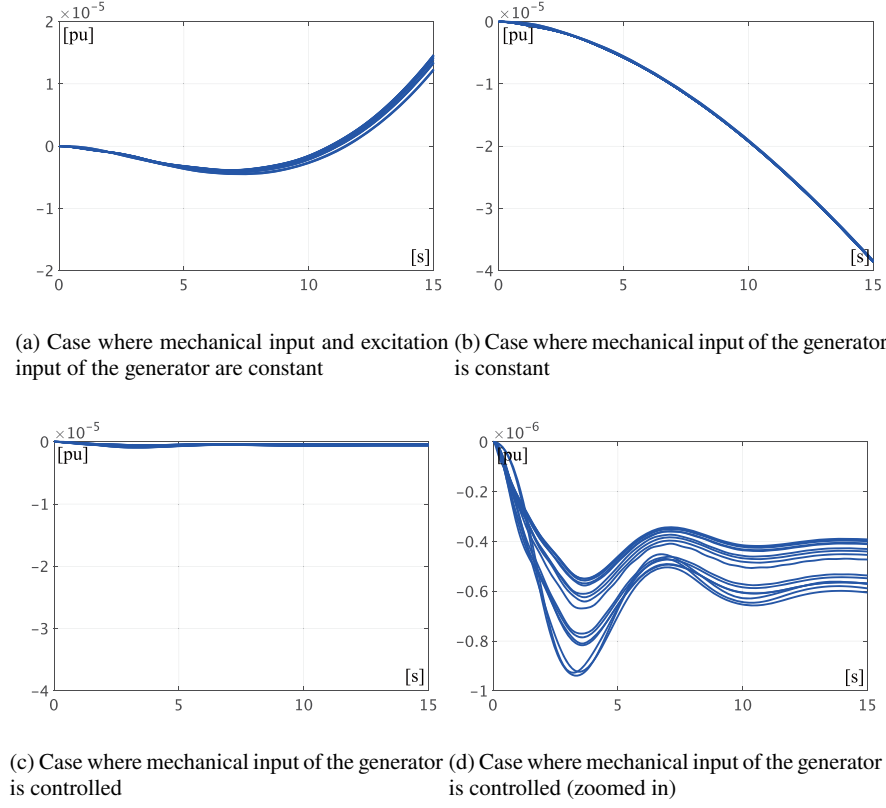 ×10⁻⁵
[pu]
2
1
0
−1
−2
[s]
0 5 10 15
×10⁻⁵
[pu]
0
−1
−2
−3
−4
[s]
0 5 10 15
(a) Case where mechanical input and excitation
input of the generator are constant
(b) Case where mechanical input of the generator
is constant
×10⁻⁵
[pu]
0
−1
−2
−3
−4
[s]
0 5 10 15
×10⁻⁶
[pu]
0
−0.2
−0.4
−0.6
−0.8
−1
[s]
0 5 10 15
(c) Case where mechanical input of the generator
is controlled
(d) Case where mechanical input of the generator
is controlled (zoomed in)